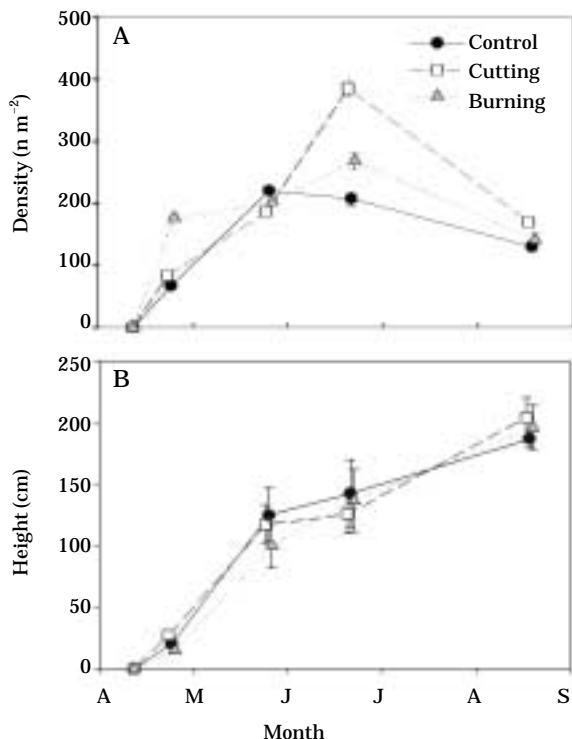 A
Control
Cutting
Burning
500
400
300
200
100
0
Density (n m⁻²)
B
250
200
150
100
50
0
Height (cm)
A M J J A S
Month